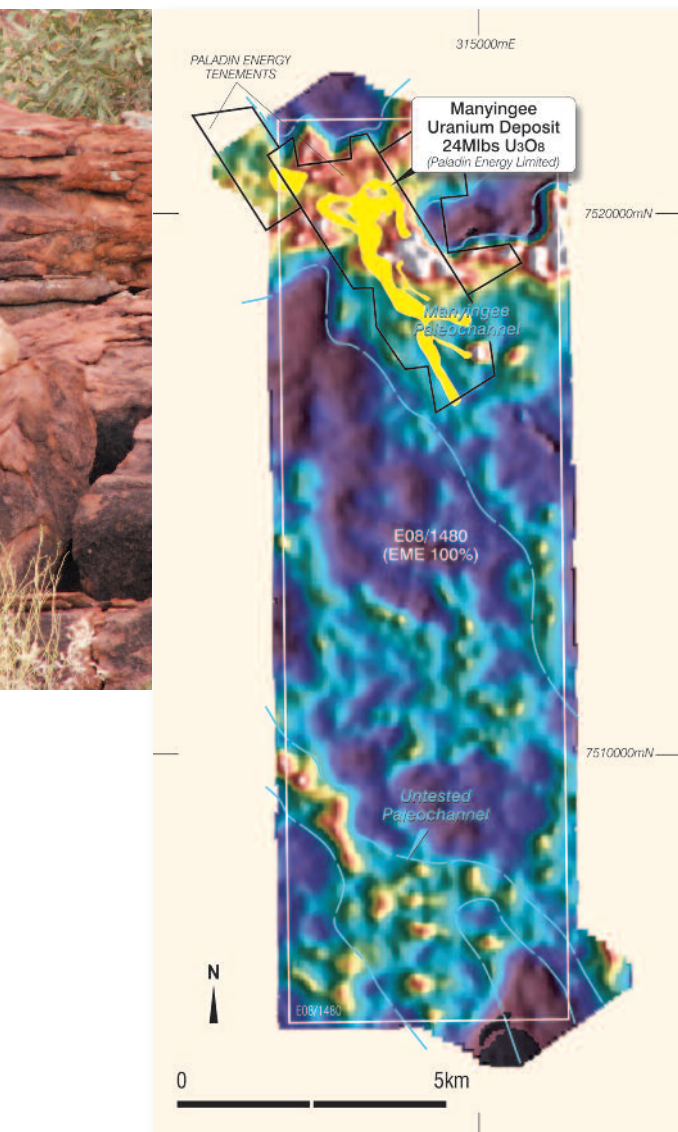 315000mE
PALADIN ENERGY
TENEMENTS
Manyingee
Uranium Deposit
24Mlbs U₃O₈
(Paladin Energy Limited)
7520000mN
Manyingee
Paleochannel
E08/1480
(EME 100%)
7510000mN
Untested
Paleochannel
N
E08/1480
0
5km